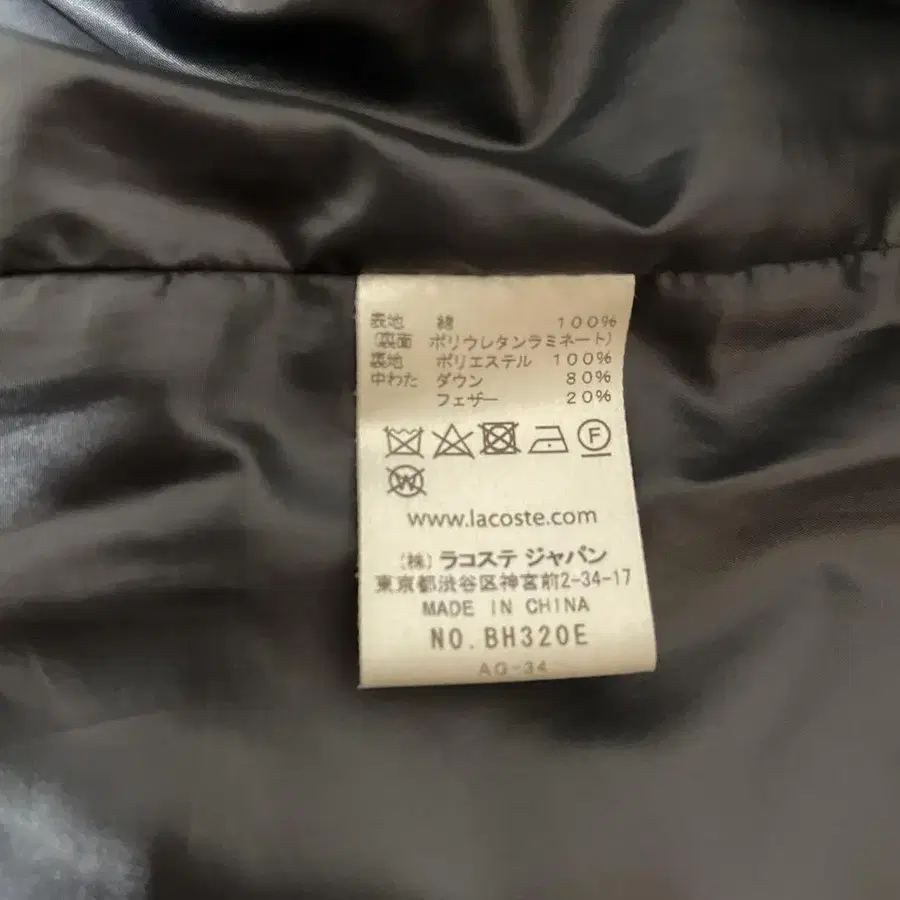 表地 綿 100%
(裏面 ポリウレタンラミネート)
裏地 ポリエステル 100%
中わた ダウン 80%
フェザー 20%
F
W
www.lacoste.com
(株) ラコステ ジャパン
東京都渋谷区神宮前2-34-17
MADE IN CHINA
NO. BH320E
AG-34